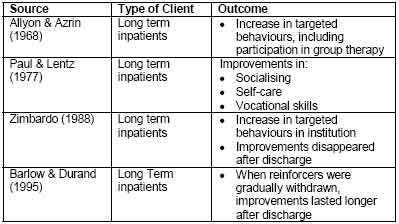 Source Type of Client Outcome
Allyon & Azrin Long term • Increase in targeted
(1968) inpatients behaviours, including
participation in group therapy
Paul & Lentz Long term Improvements in:
(1977) inpatients • Socialising
• Self-care
• Vocational skills
Zimbardo (1988) Long term • Increase in targeted
inpatients behaviours in institution
• Improvements disappeared
after discharge
Barlow & Durand Long Term • When reinforcers were
(1995) inpatients gradually withdrawn,
improvements lasted longer
after discharge